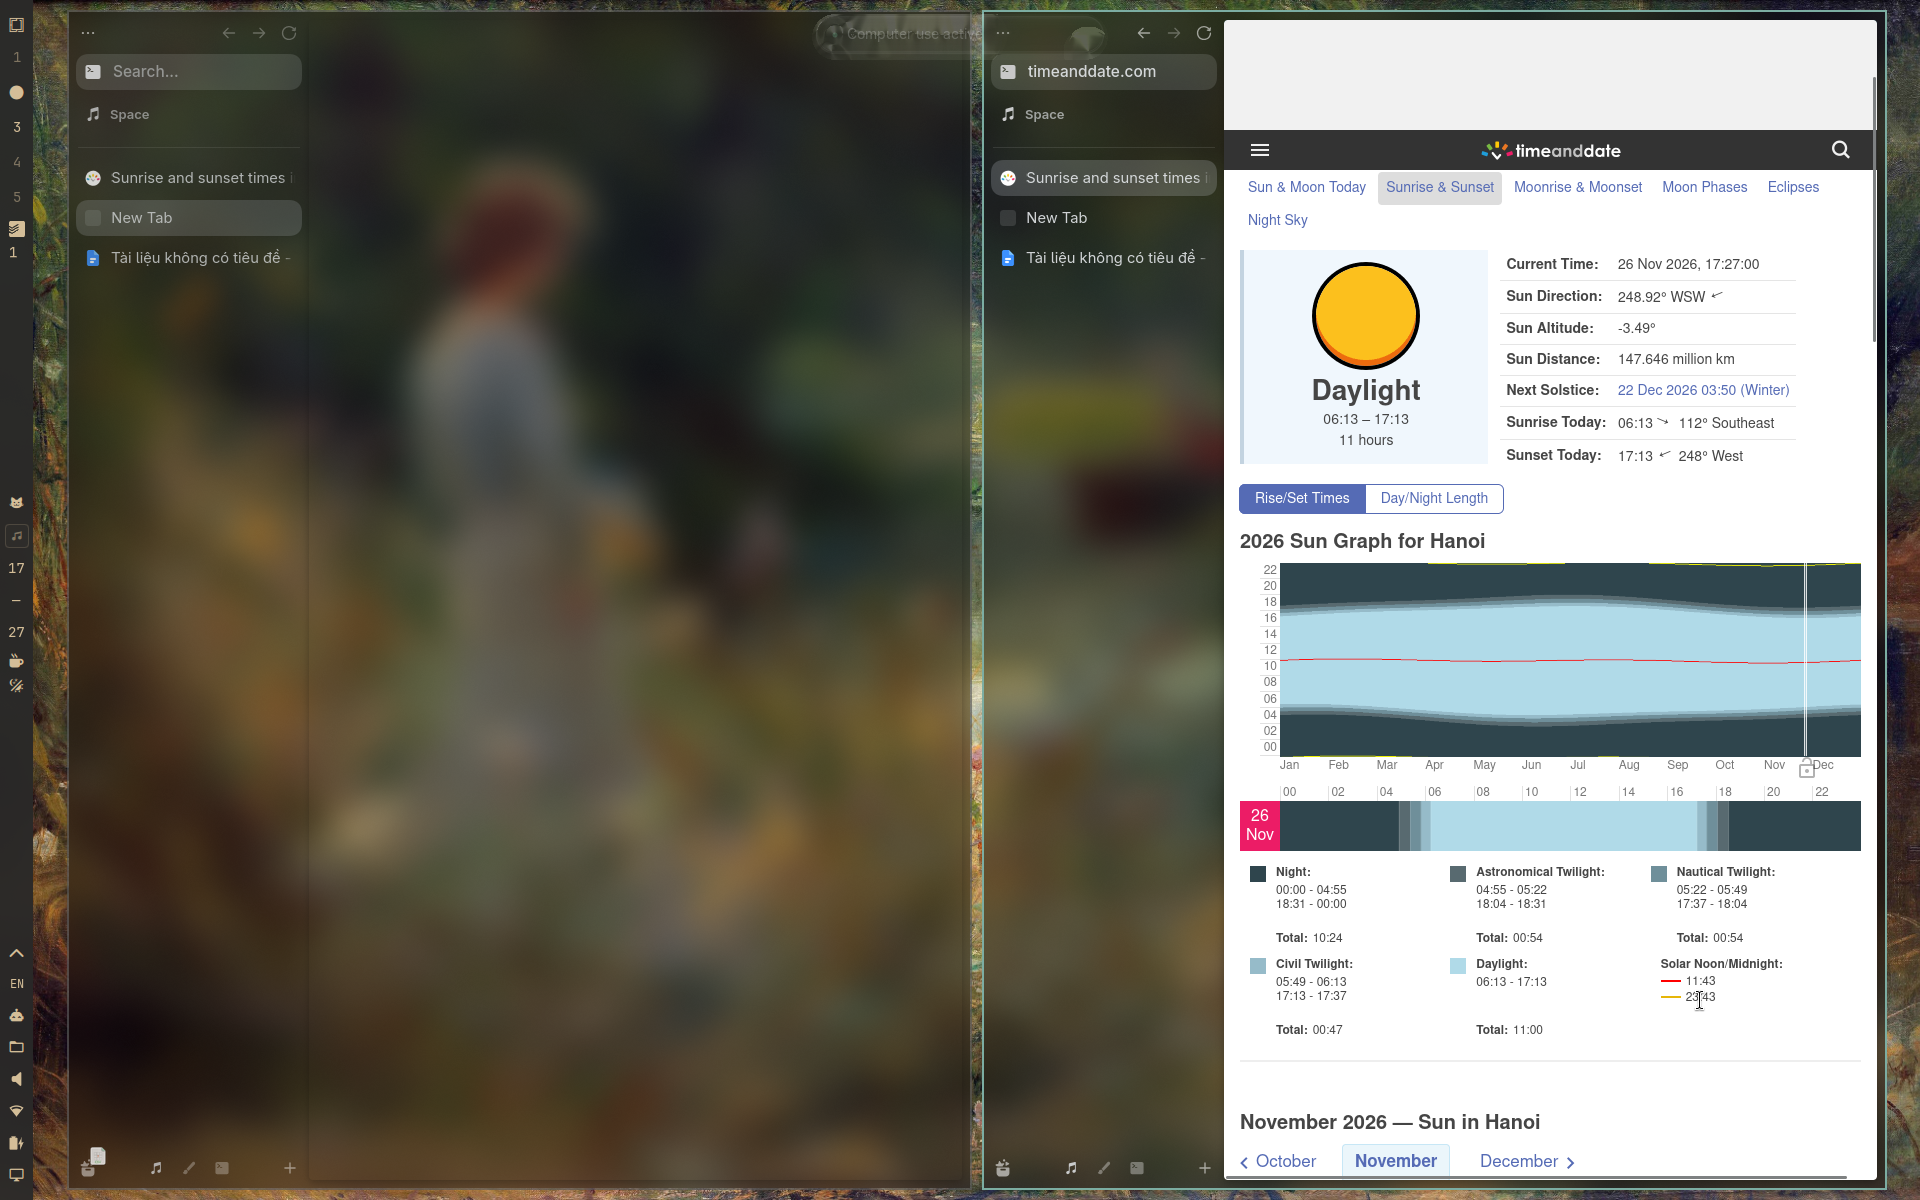 1
3
4
5
1
17
–
27
EN
...
Search...
Space
Sunrise and sunset times i
New Tab
Tài liệu không có tiêu đề -
Computer use active
...
timeanddate.com
Space
Sunrise and sunset times i
New Tab
Tài liệu không có tiêu đề -
timeanddate
Sun & Moon Today Sunrise & Sunset Moonrise & Moonset Moon Phases Eclipses
Night Sky
Daylight
06:13 – 17:13
11 hours
Current Time: 26 Nov 2026, 17:27:00
Sun Direction: 248.92° WSW
Sun Altitude: -3.49°
Sun Distance: 147.646 million km
Next Solstice: 22 Dec 2026 03:50 (Winter)
Sunrise Today: 06:13 112° Southeast
Sunset Today: 17:13 248° West
Rise/Set Times Day/Night Length
2026 Sun Graph for Hanoi
22
20
18
16
14
12
10
08
06
04
02
00
Jan Feb Mar Apr May Jun Jul Aug Sep Oct Nov Dec
00 02 04 06 08 10 12 14 16 18 20 22
26
Nov
Night:
00:00 - 04:55
18:31 - 00:00
Total: 10:24
Astronomical Twilight:
04:55 - 05:22
18:04 - 18:31
Total: 00:54
Nautical Twilight:
05:22 - 05:49
17:37 - 18:04
Total: 00:54
Civil Twilight:
05:49 - 06:13
17:13 - 17:37
Total: 00:47
Daylight:
06:13 - 17:13
Total: 11:00
Solar Noon/Midnight:
11:43
23:43
November 2026 — Sun in Hanoi
October November December